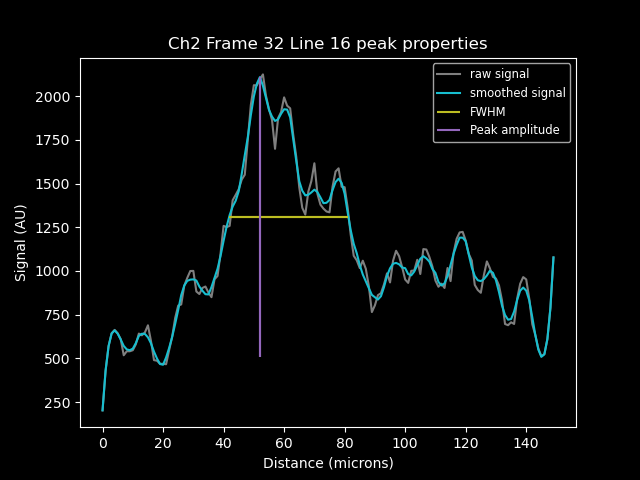 Ch2 Frame 32 Line 16 peak properties
raw signal
smoothed signal
FWHM
Peak amplitude
Signal (AU)
2000
1750
1500
1250
1000
750
500
250
0 20 40 60 80 100 120 140
Distance (microns)